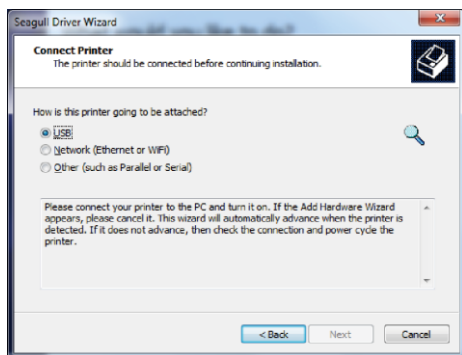 Seagull Driver Wizard
Connect Printer
The printer should be connected before continuing installation.
How is this printer going to be attached?
USB
Network (Ethernet or WiFi)
Other (such as Parallel or Serial)
Please connect your printer to the PC and turn it on. If the Add Hardware Wizard
appears, please cancel it. This wizard will automatically advance when the printer is
detected. If it does not advance, then check the connection and power cycle the
printer.
< Back
Next
Cancel